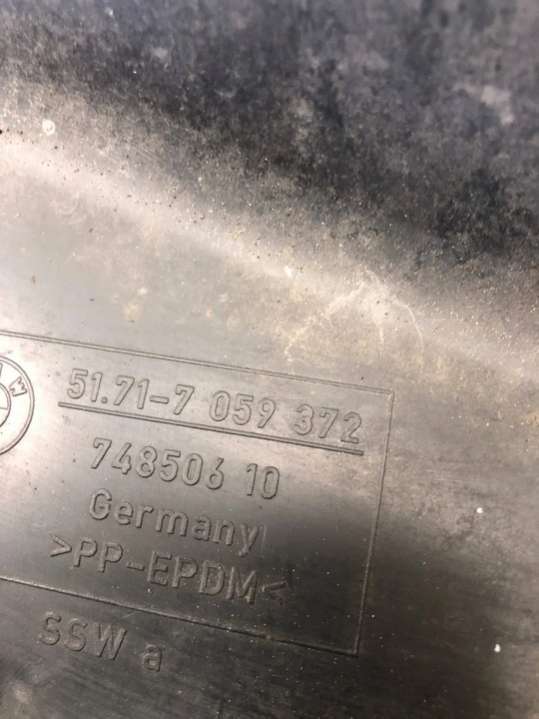 51.71-7 059 372
748506 10
Germany
>PP-EPDM<
SSW a